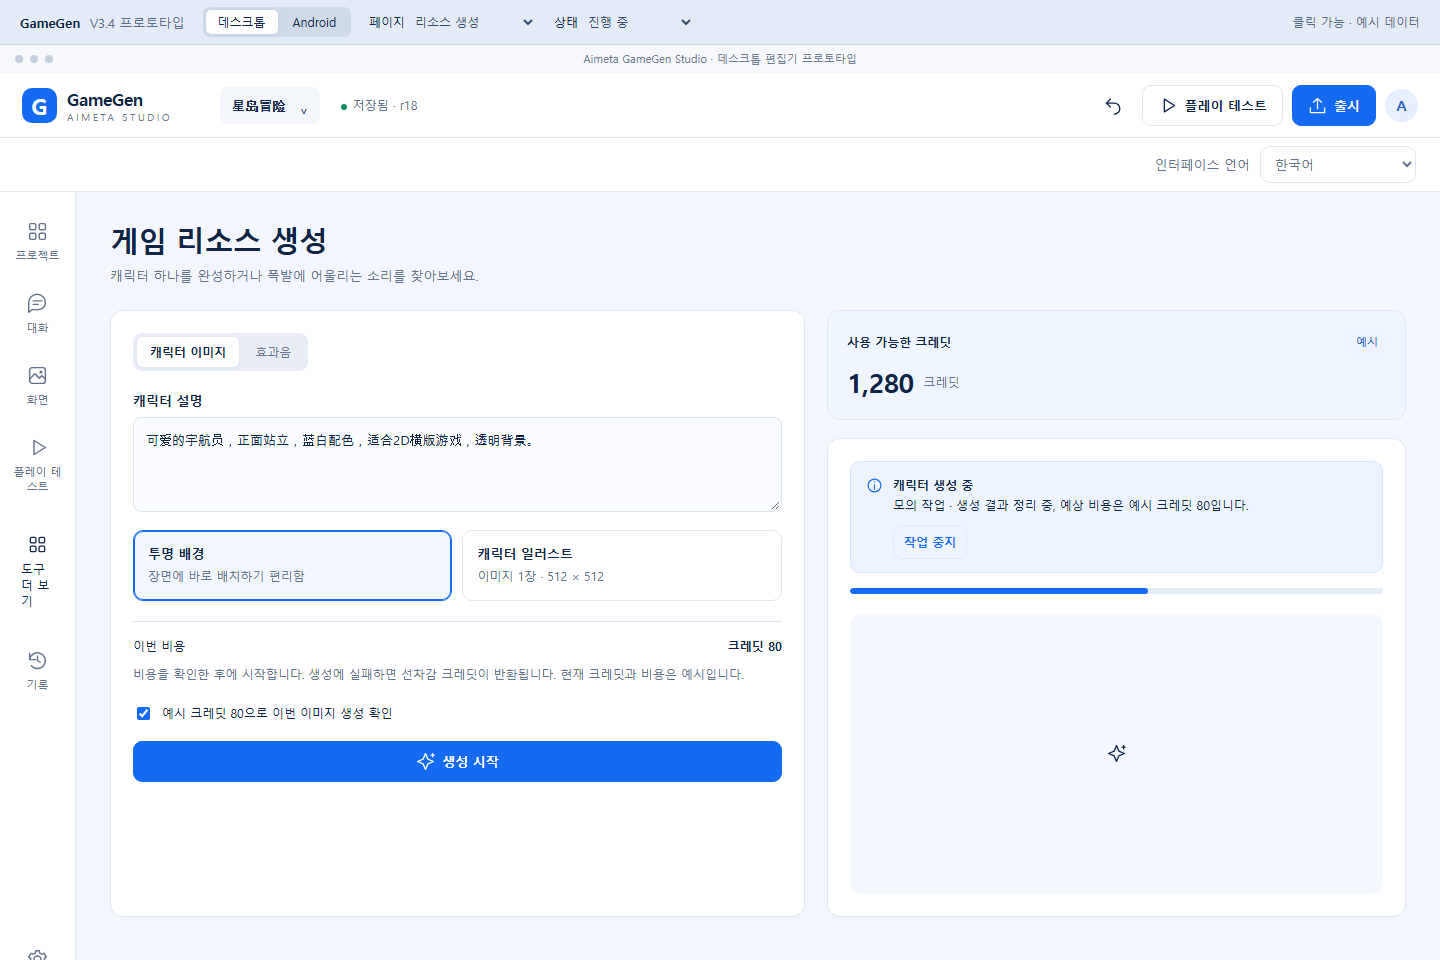 GameGen V3.4 프로토타입 데스크톱 Android 페이지 리소스 생성 상태 진행 중 클릭 가능 · 예시 데이터
Aimeta GameGen Studio · 데스크톱 편집기 프로토타입
G GameGen
AIMETA STUDIO
星岛冒险
저장됨 · r18
플레이 테스트
출시
A
인터페이스 언어 한국어
프로젝트
대화
화면
플레이 테
스트
도구
더 보
기
기록
게임 리소스 생성
캐릭터 하나를 완성하거나 폭발에 어울리는 소리를 찾아보세요.
캐릭터 이미지 효과음
캐릭터 설명
可爱的宇航员，正面站立，蓝白配色，适合2D横版游戏，透明背景。
투명 배경
장면에 바로 배치하기 편리함
캐릭터 일러스트
이미지 1장 · 512 × 512
이번 비용 크레딧 80
비용을 확인한 후에 시작합니다. 생성에 실패하면 선차감 크레딧이 반환됩니다. 현재 크레딧과 비용은 예시입니다.
예시 크레딧 80으로 이번 이미지 생성 확인
생성 시작
사용 가능한 크레딧 예시
1,280 크레딧
캐릭터 생성 중
모의 작업 · 생성 결과 정리 중, 예상 비용은 예시 크레딧 80입니다.
작업 중지